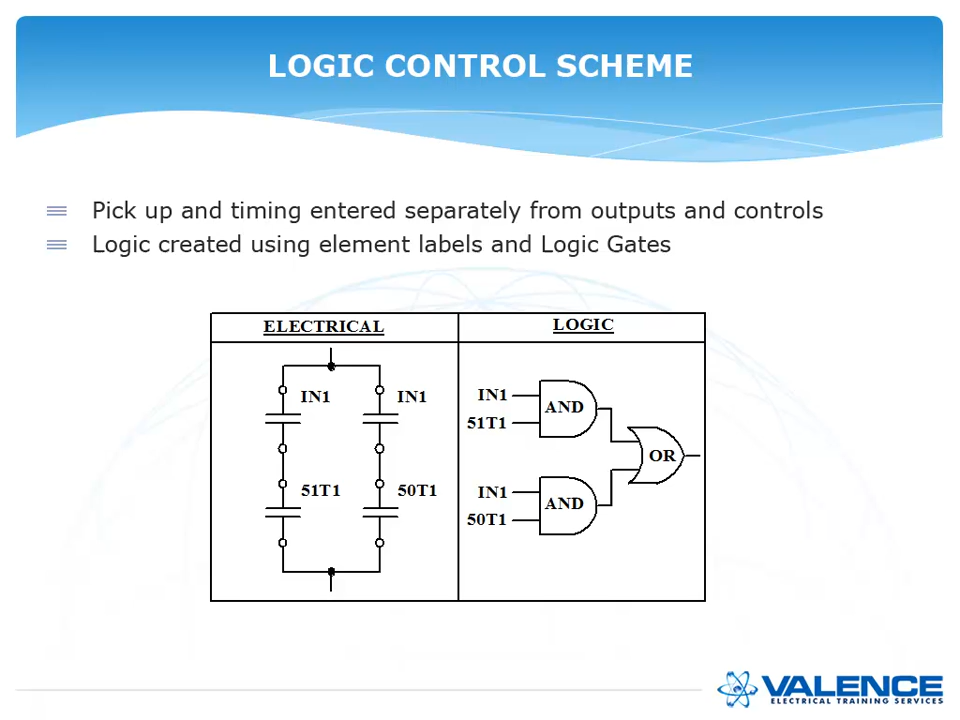 LOGIC CONTROL SCHEME
Pick up and timing entered separately from outputs and controls
Logic created using element labels and Logic Gates
ELECTRICAL
IN1 IN1
51T1 50T1
LOGIC
IN1
51T1
AND
IN1
50T1
AND
OR
VALENCE
ELECTRICAL TRAINING SERVICES